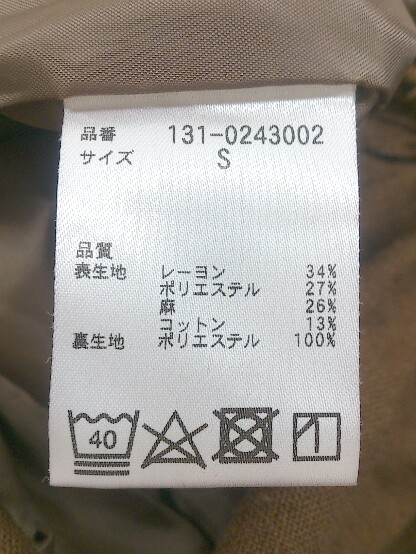 品番 131-0243002
サイズ S
品質
表生地 レーヨン 34%
ポリエステル 27%
麻 26%
コットン 13%
裏生地 ポリエステル 100%
40